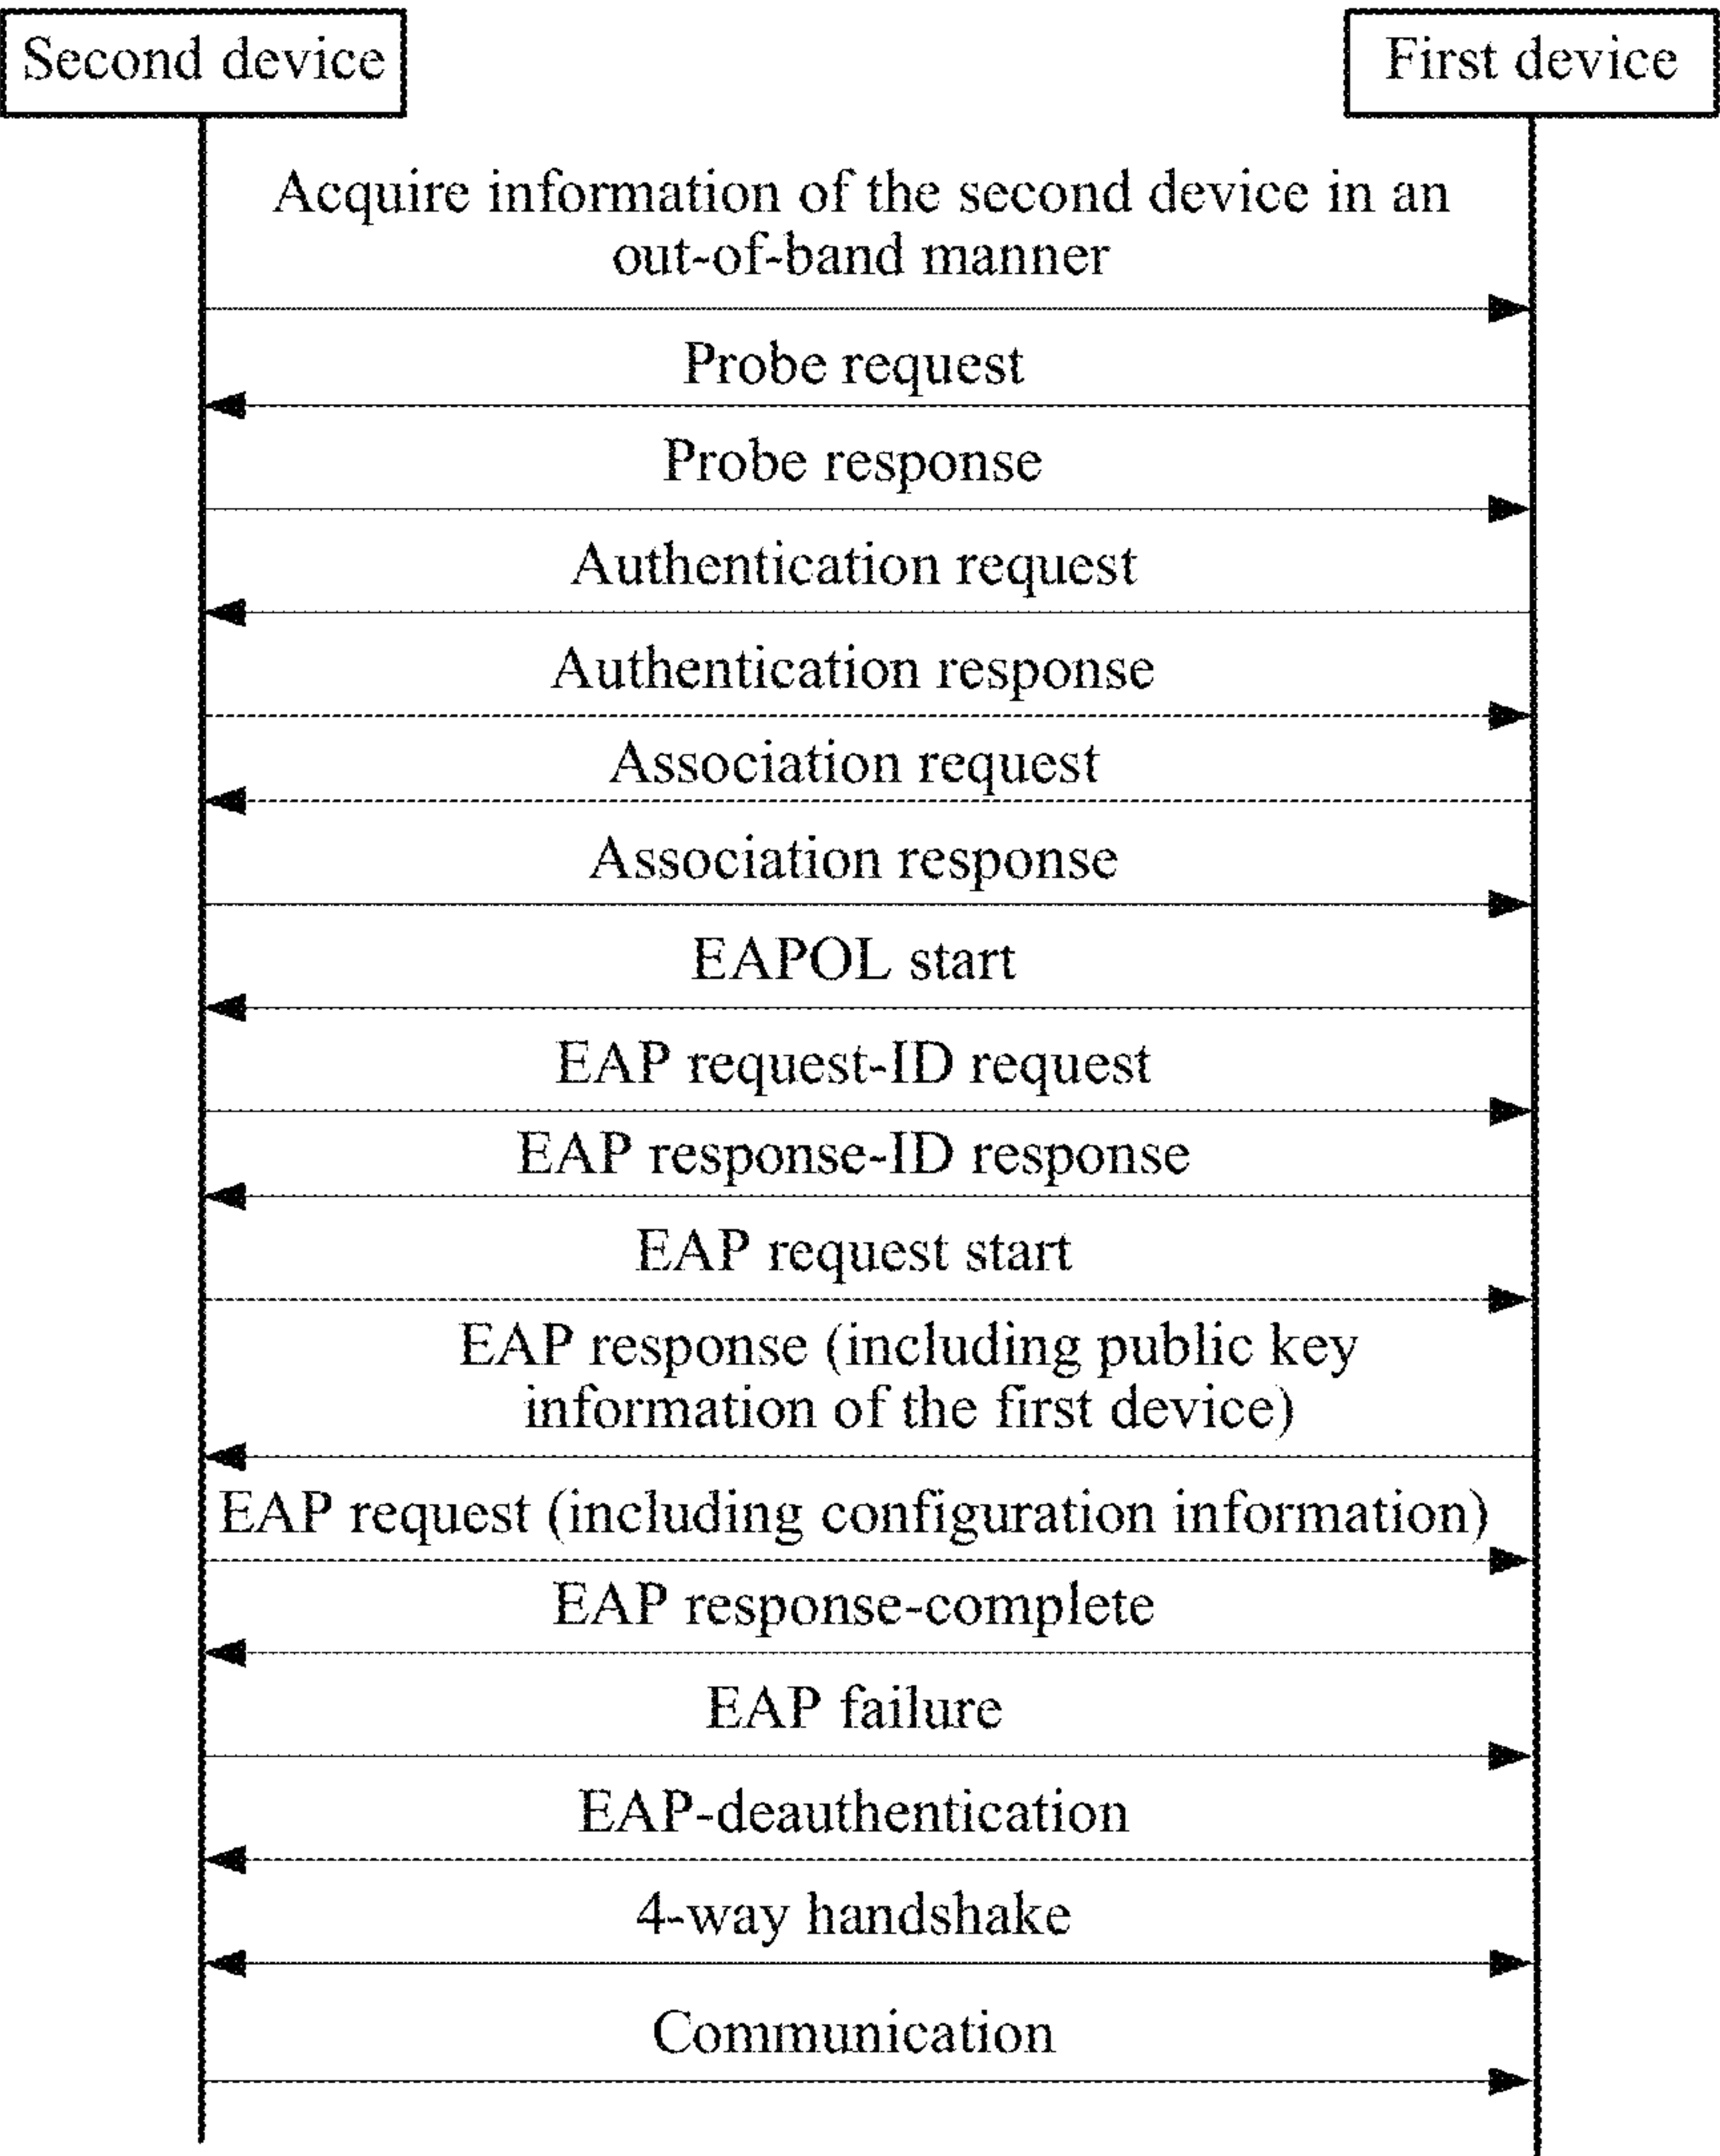 Second device
First device
Acquire information of the second device in an
out-of-band manner
Probe request
Probe response
Authentication request
Authentication response
Association request
Association response
EAPOL start
EAP request-ID request
EAP response-ID response
EAP request start
EAP response (including public key
information of the first device)
EAP request (including configuration information)
EAP response-complete
EAP failure
EAP-deauthentication
4-way handshake
Communication